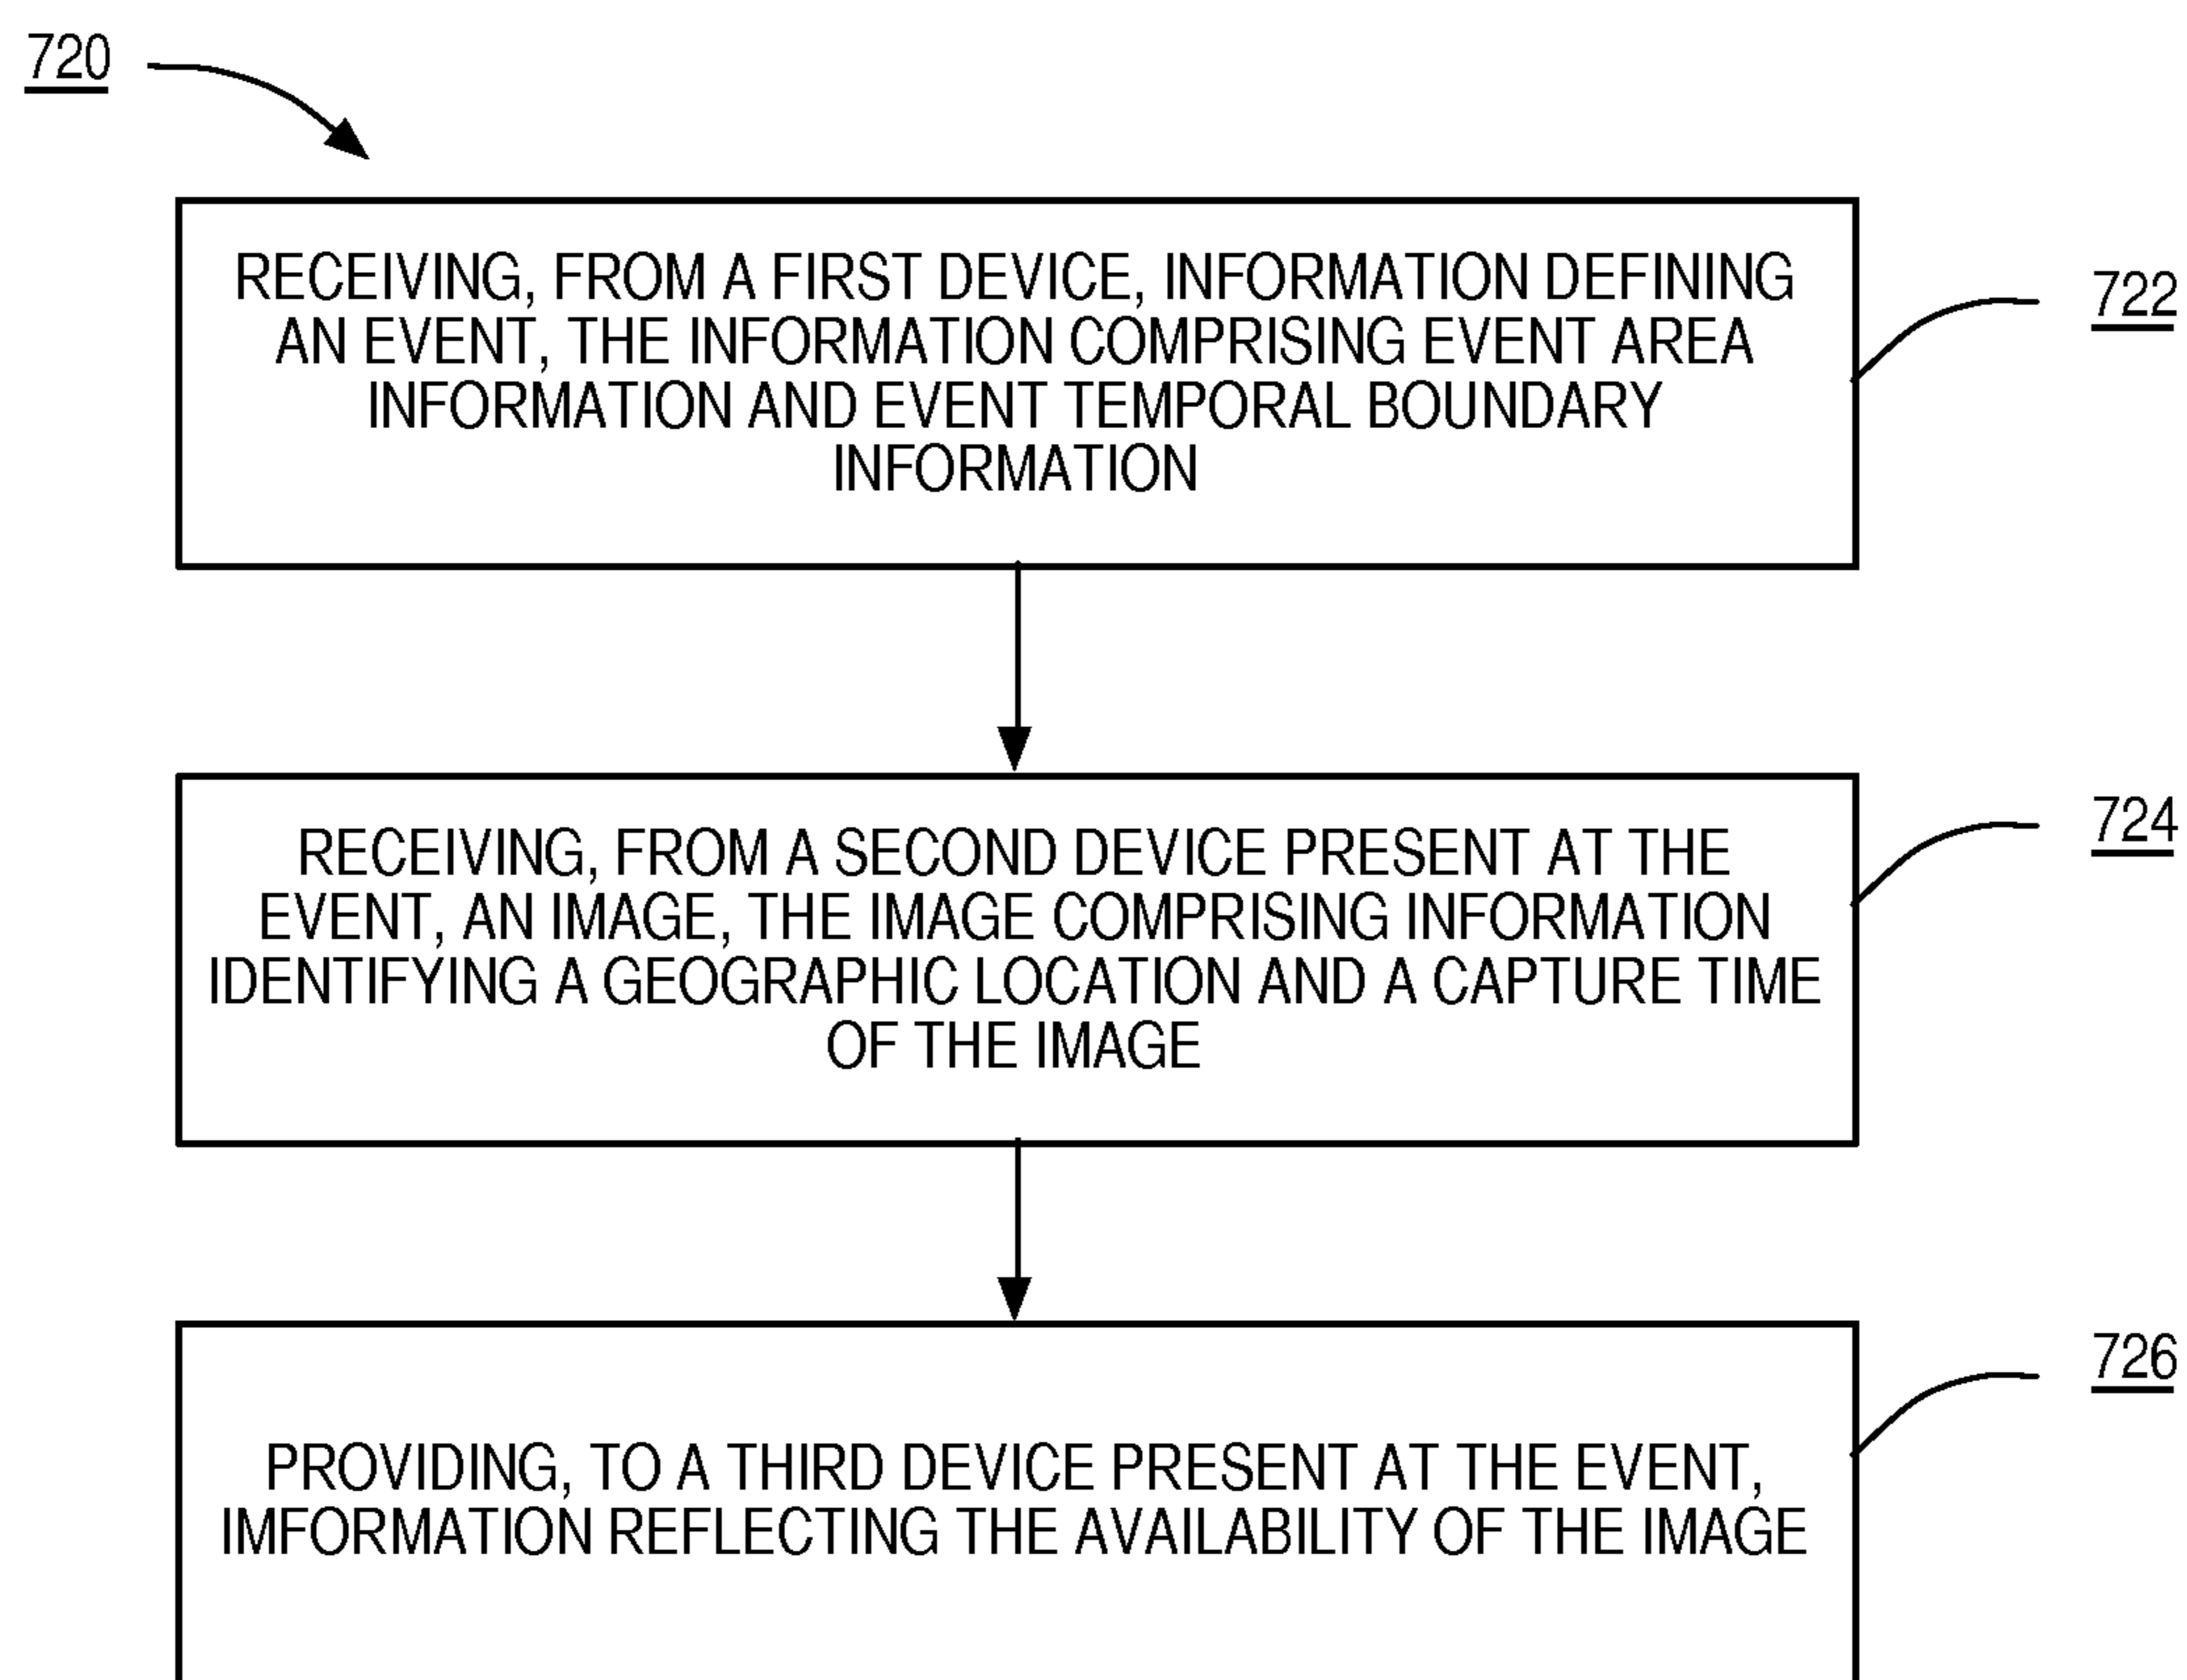 720
RECEIVING, FROM A FIRST DEVICE, INFORMATION DEFINING
AN EVENT, THE INFORMATION COMPRISING EVENT AREA
INFORMATION AND EVENT TEMPORAL BOUNDARY
INFORMATION
722
RECEIVING, FROM A SECOND DEVICE PRESENT AT THE
EVENT, AN IMAGE, THE IMAGE COMPRISING INFORMATION
IDENTIFYING A GEOGRAPHIC LOCATION AND A CAPTURE TIME
OF THE IMAGE
724
PROVIDING, TO A THIRD DEVICE PRESENT AT THE EVENT,
IMFORMATION REFLECTING THE AVAILABILITY OF THE IMAGE
726